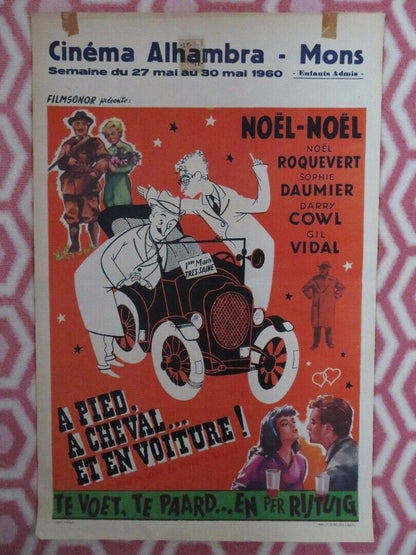 Cinéma Alhambra - Mons
Semaine du 27 mai au 30 mai 1960 - Enfants Admis -
FILMSONOR présente:
NOËL-NOËL
NOËL
ROQUEVERT
SOPHIE
DAUMIER
DARRY
COWL
GIL
VIDAL
1ère Main
TRES SAINE
A PIED,
A CHEVAL...
ET EN VOITURE!
TE VOET, TE PAARD...EN PER RIJTUIG